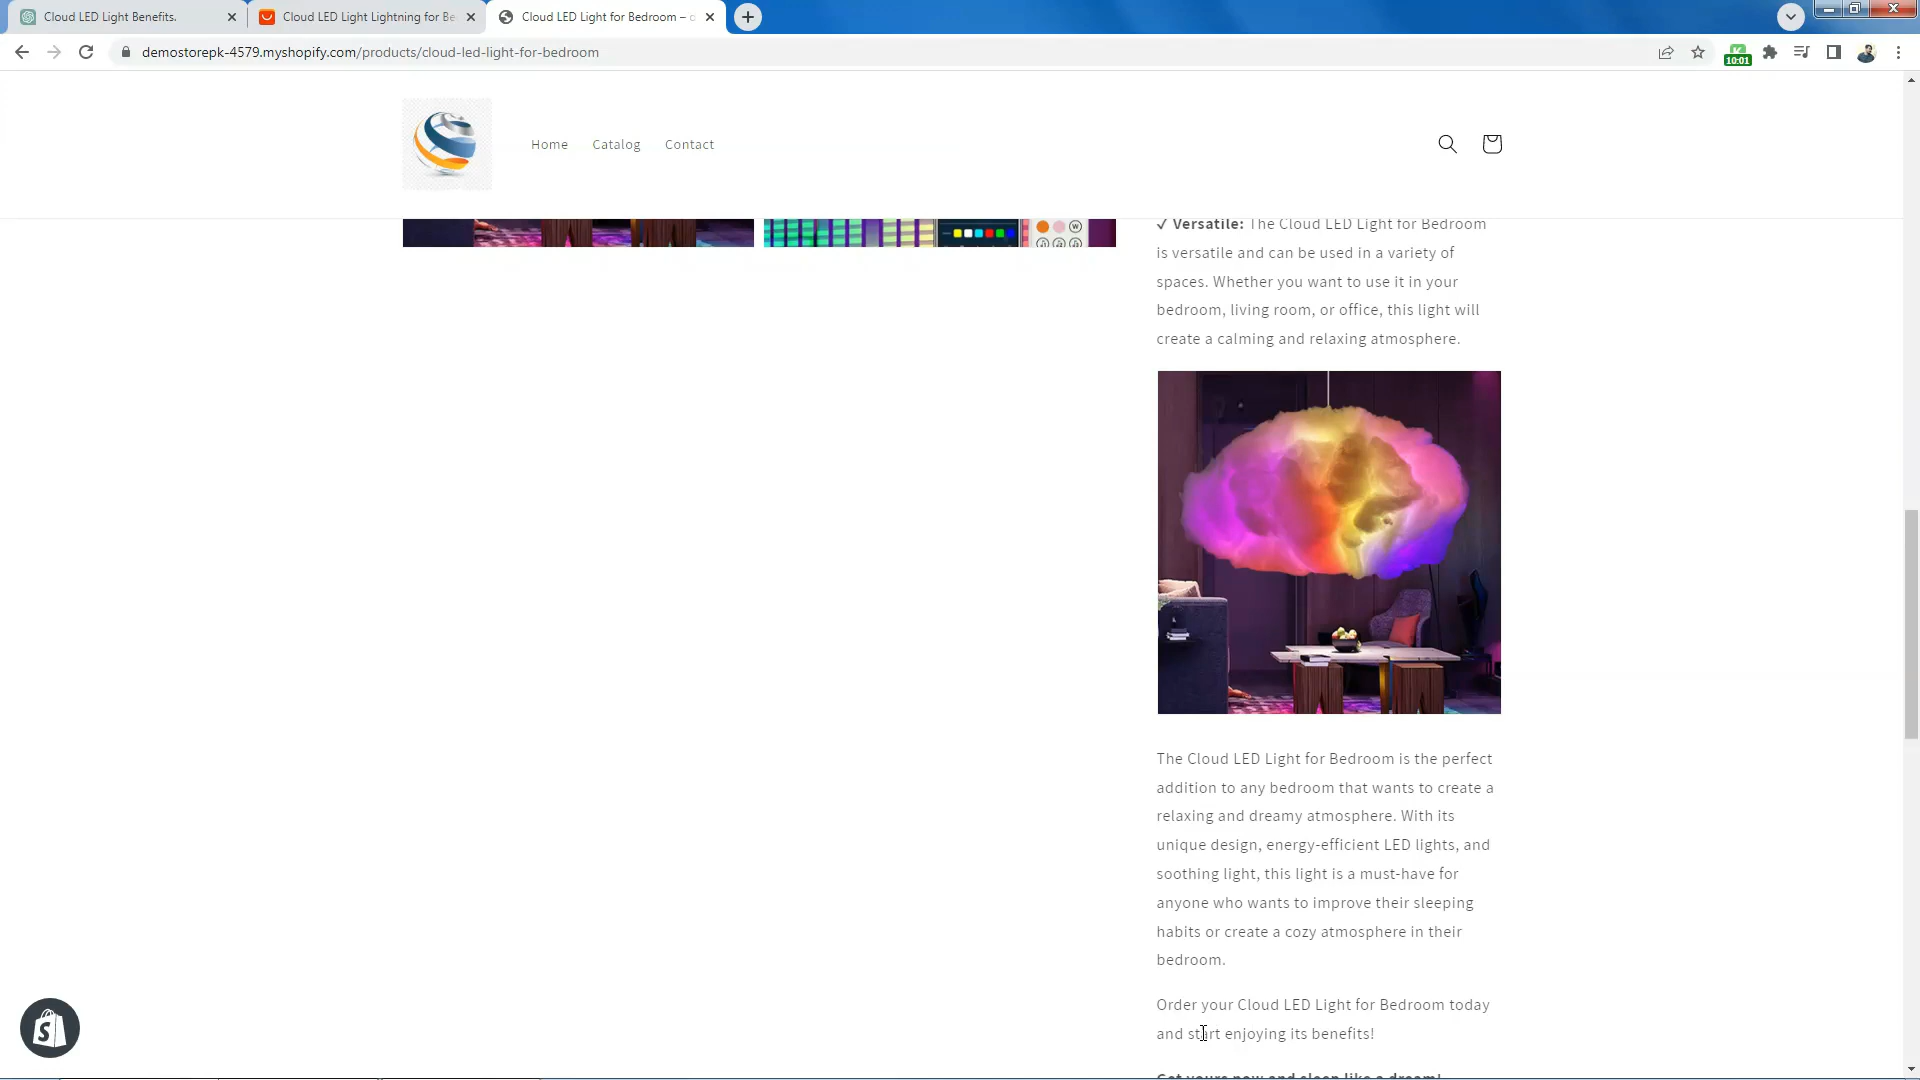 Cloud LED Light Benefits.
Cloud LED Light Lightning for Be
Cloud LED Light for Bedroom –
demostorepk-4579.myshopify.com/products/cloud-led-light-for-bedroom
10:01
Home
Catalog
Contact
✓ Versatile: The Cloud LED Light for Bedroom
is versatile and can be used in a variety of
spaces. Whether you want to use it in your
bedroom, living room, or office, this light will
create a calming and relaxing atmosphere.
The Cloud LED Light for Bedroom is the perfect
addition to any bedroom that wants to create a
relaxing and dreamy atmosphere. With its
unique design, energy-efficient LED lights, and
soothing light, this light is a must-have for
anyone who wants to improve their sleeping
habits or create a cozy atmosphere in their
bedroom.
Order your Cloud LED Light for Bedroom today
and start enjoying its benefits!
Get yours now and sleep like a dream!